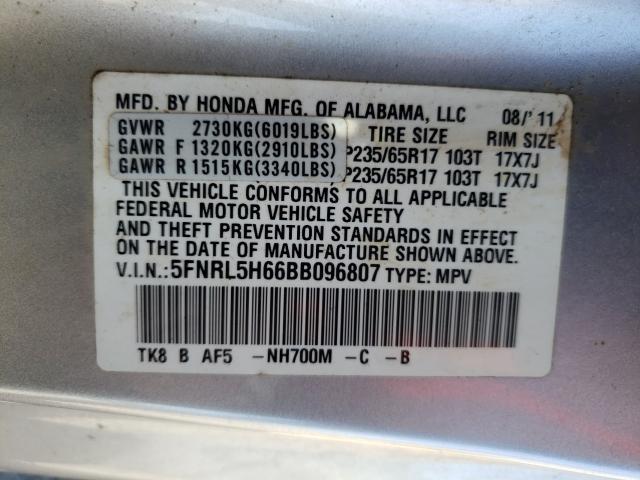 MFD. BY HONDA MFG. OF ALABAMA, LLC 08/'11
GVWR 2730KG(6019LBS) TIRE SIZE RIM SIZE
GAWR F 1320KG(2910LBS) P235/65R17 103T 17X7J
GAWR R 1515KG(3340LBS) P235/65R17 103T 17X7J
THIS VEHICLE CONFORMS TO ALL APPLICABLE
FEDERAL MOTOR VEHICLE SAFETY
AND THEFT PREVENTION STANDARDS IN EFFECT
ON THE DATE OF MANUFACTURE SHOWN ABOVE.
V.I.N.:5FNRL5H66BB096807 TYPE: MPV
TK8 B AF5 -NH700M -C -B